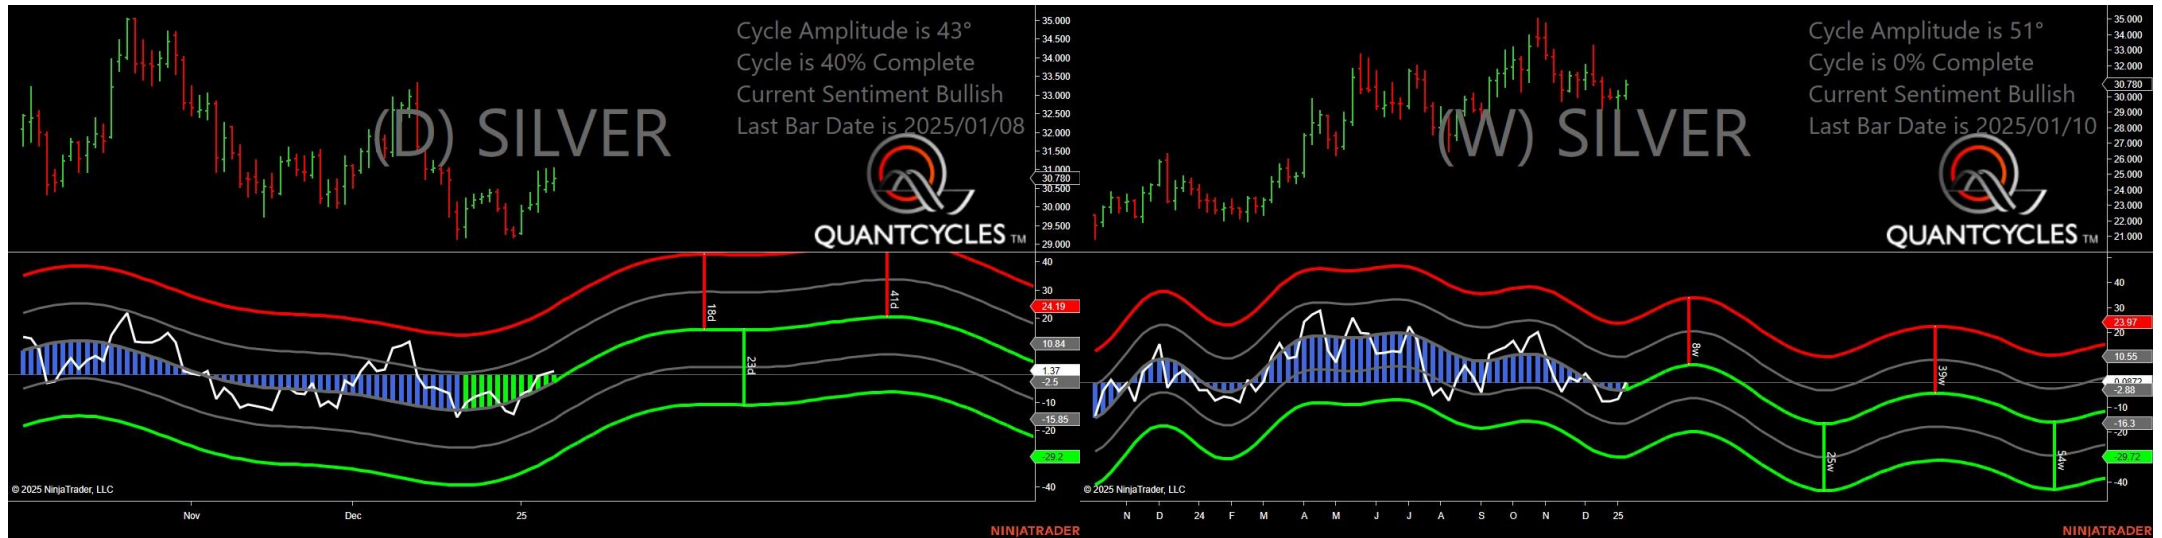 Cycle Amplitude is 43°
Cycle is 40% Complete
Current Sentiment Bullish
Last Bar Date is 2025/01/08
(D) SILVER
QUANTCYCLES TM
35.000
34.500
34.000
33.500
33.000
32.500
32.000
31.500
31.000
30.780
30.500
30.000
29.500
29.000
40
30
24.19
20
10.84
1.37
-2.5
-10
-15.85
-20
-29.2
-40
18d
41d
23d
© 2025 NinjaTrader, LLC
Nov
Dec
25
NINJATRADER
Cycle Amplitude is 51°
Cycle is 0% Complete
Current Sentiment Bullish
Last Bar Date is 2025/01/10
(W) SILVER
QUANTCYCLES TM
35.000
34.000
33.000
32.000
30.780
30.000
29.000
28.000
27.000
26.000
25.000
24.000
23.000
22.000
21.000
40
30
23.97
20
10.55
0.0872
-2.88
-10
-16.3
-20
-29.72
-40
8w
39w
25w
54w
© 2025 NinjaTrader, LLC
N D 24 F M A M J J A S O N D 25
NINJATRADER